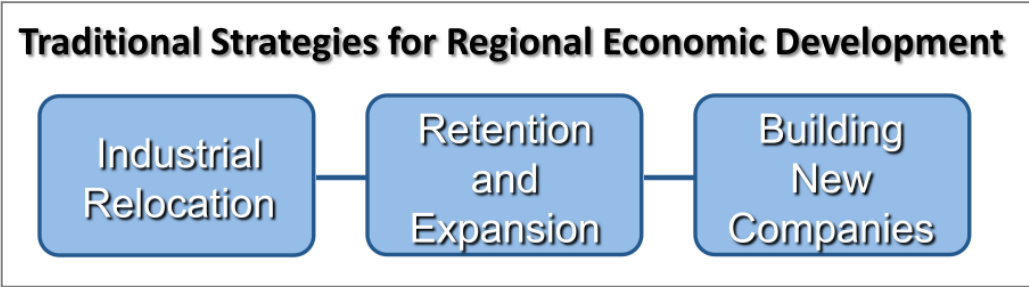 Traditional Strategies for Regional Economic Development
Industrial
Relocation
Retention
and
Expansion
Building
New
Companies